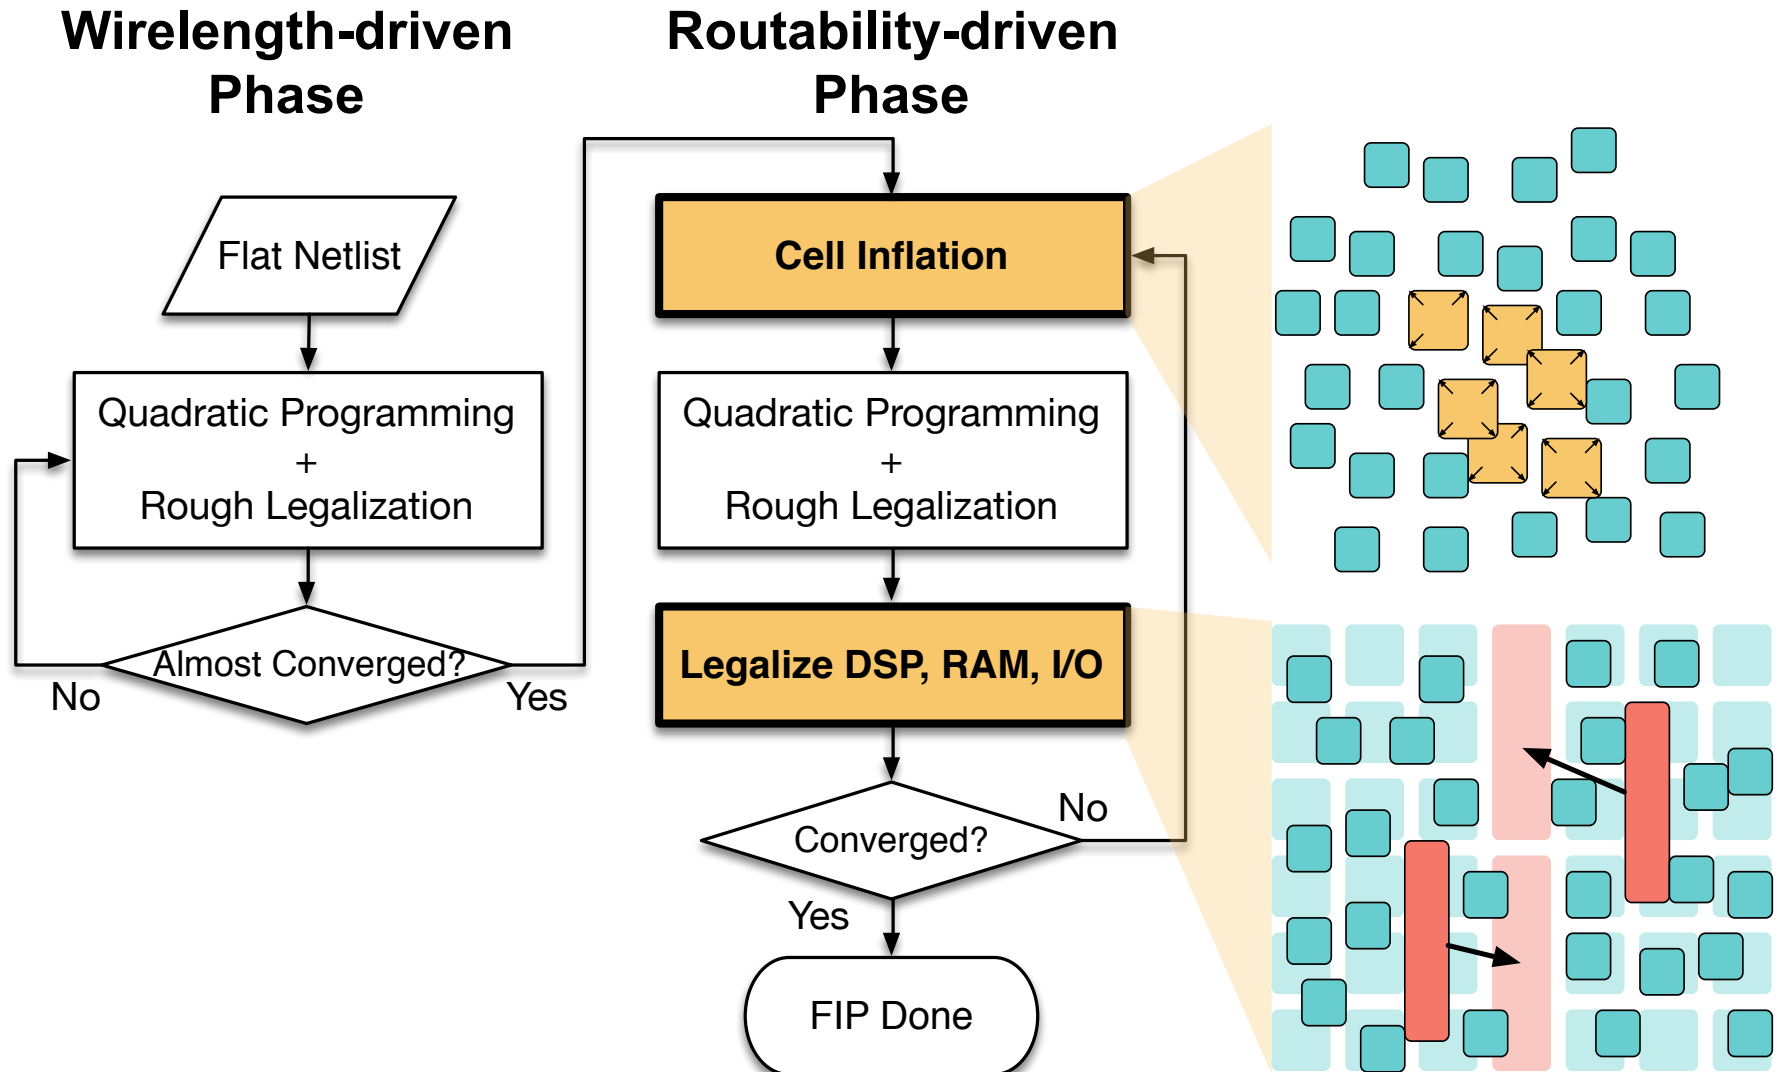 Wirelength-driven
Phase
Flat Netlist
Quadratic Programming
+
Rough Legalization
Almost Converged?
No
Yes
Routability-driven
Phase
Cell Inflation
Quadratic Programming
+
Rough Legalization
Legalize DSP, RAM, I/O
Converged?
No
Yes
FIP Done